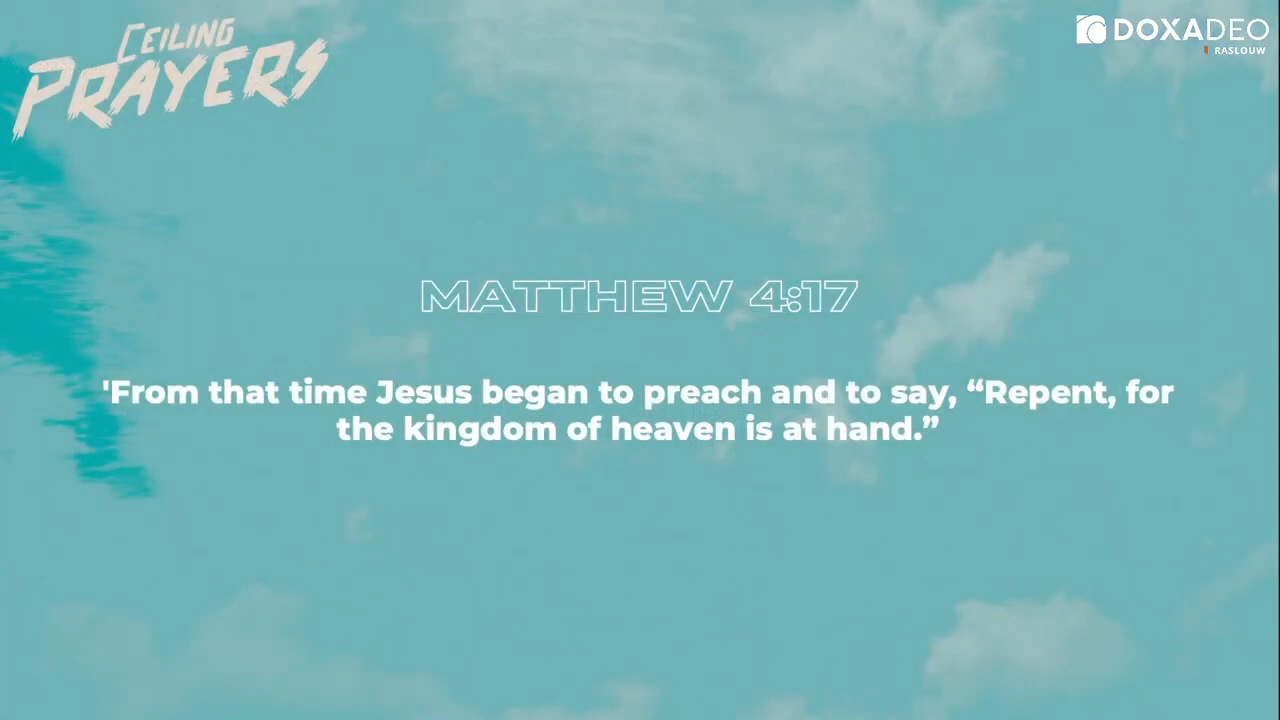 CEILING
PRAYERS
DOXADEO
RASLOUW
MATTHEW 4:17
'From that time Jesus began to preach and to say, “Repent, for
the kingdom of heaven is at hand.”